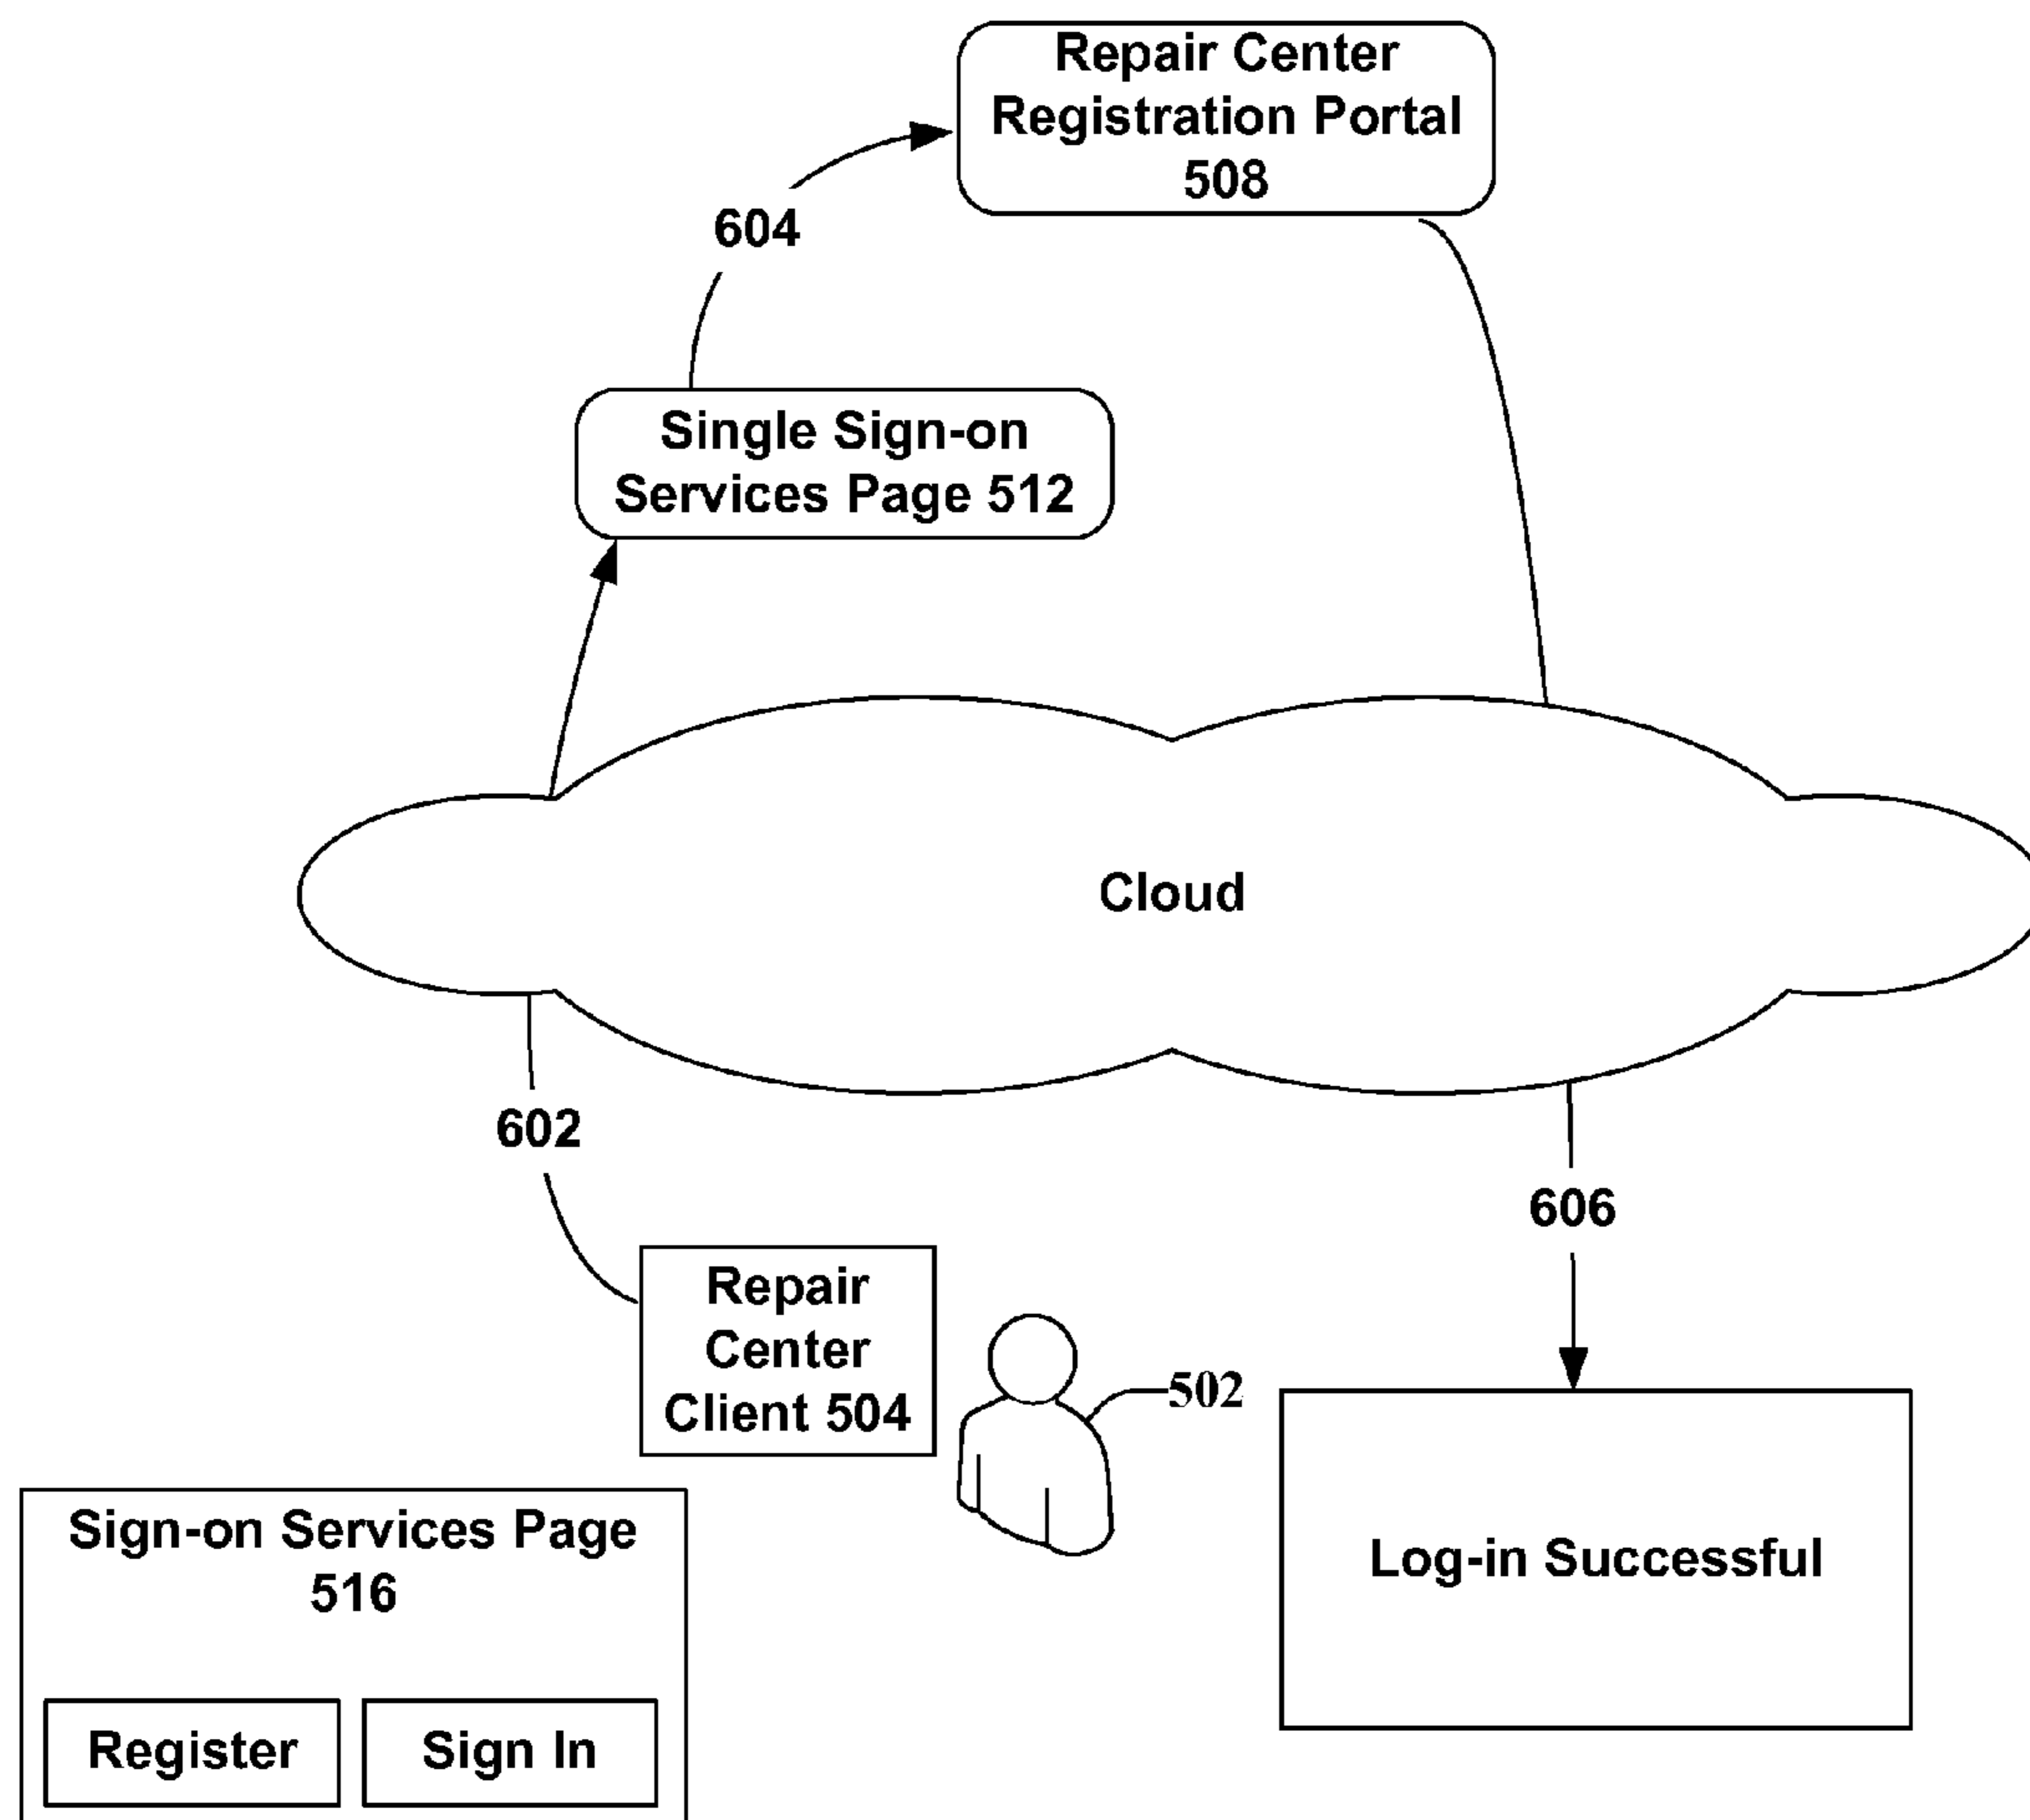 Repair Center
Registration Portal
508
604
Single Sign-on
Services Page 512
Cloud
602
606
Repair
Center
Client 504
502
Sign-on Services Page
516
Register
Sign In
Log-in Successful